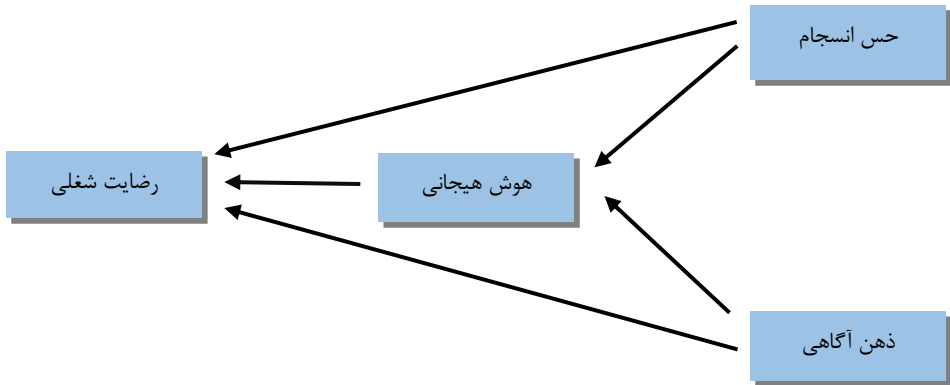 حس انسجام
هوش هیجانی
رضایت شغلی
ذهن آگاهی